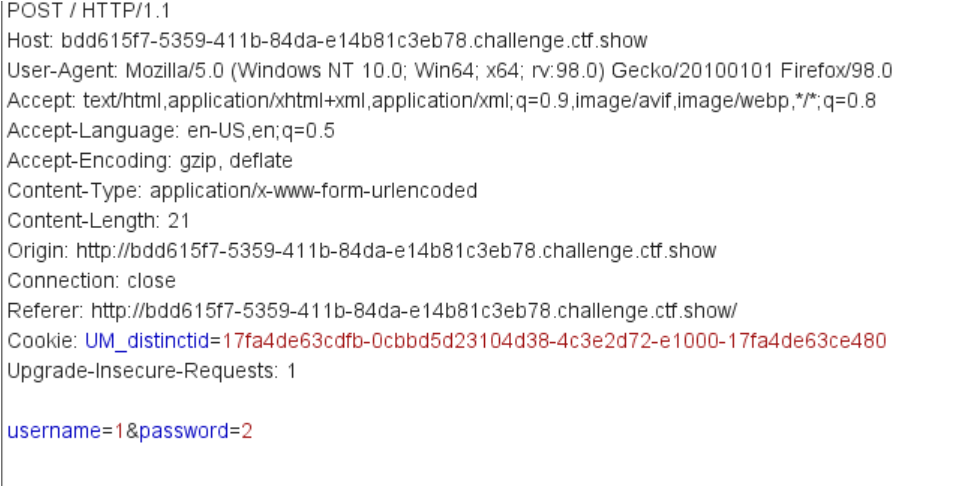 POST / HTTP/1.1
Host: bdd615f7-5359-411b-84da-e14b81c3eb78.challenge.ctf.show
User-Agent: Mozilla/5.0 (Windows NT 10.0; Win64; x64; rv:98.0) Gecko/20100101 Firefox/98.0
Accept: text/html,application/xhtml+xml,application/xml;q=0.9,image/avif,image/webp,*/*;q=0.8
Accept-Language: en-US,en;q=0.5
Accept-Encoding: gzip, deflate
Content-Type: application/x-www-form-urlencoded
Content-Length: 21
Origin: http://bdd615f7-5359-411b-84da-e14b81c3eb78.challenge.ctf.show
Connection: close
Referer: http://bdd615f7-5359-411b-84da-e14b81c3eb78.challenge.ctf.show/
Cookie: UM_distinctid=17fa4de63cdfb-0cbbd5d23104d38-4c3e2d72-e1000-17fa4de63ce480
Upgrade-Insecure-Requests: 1
username=1&password=2